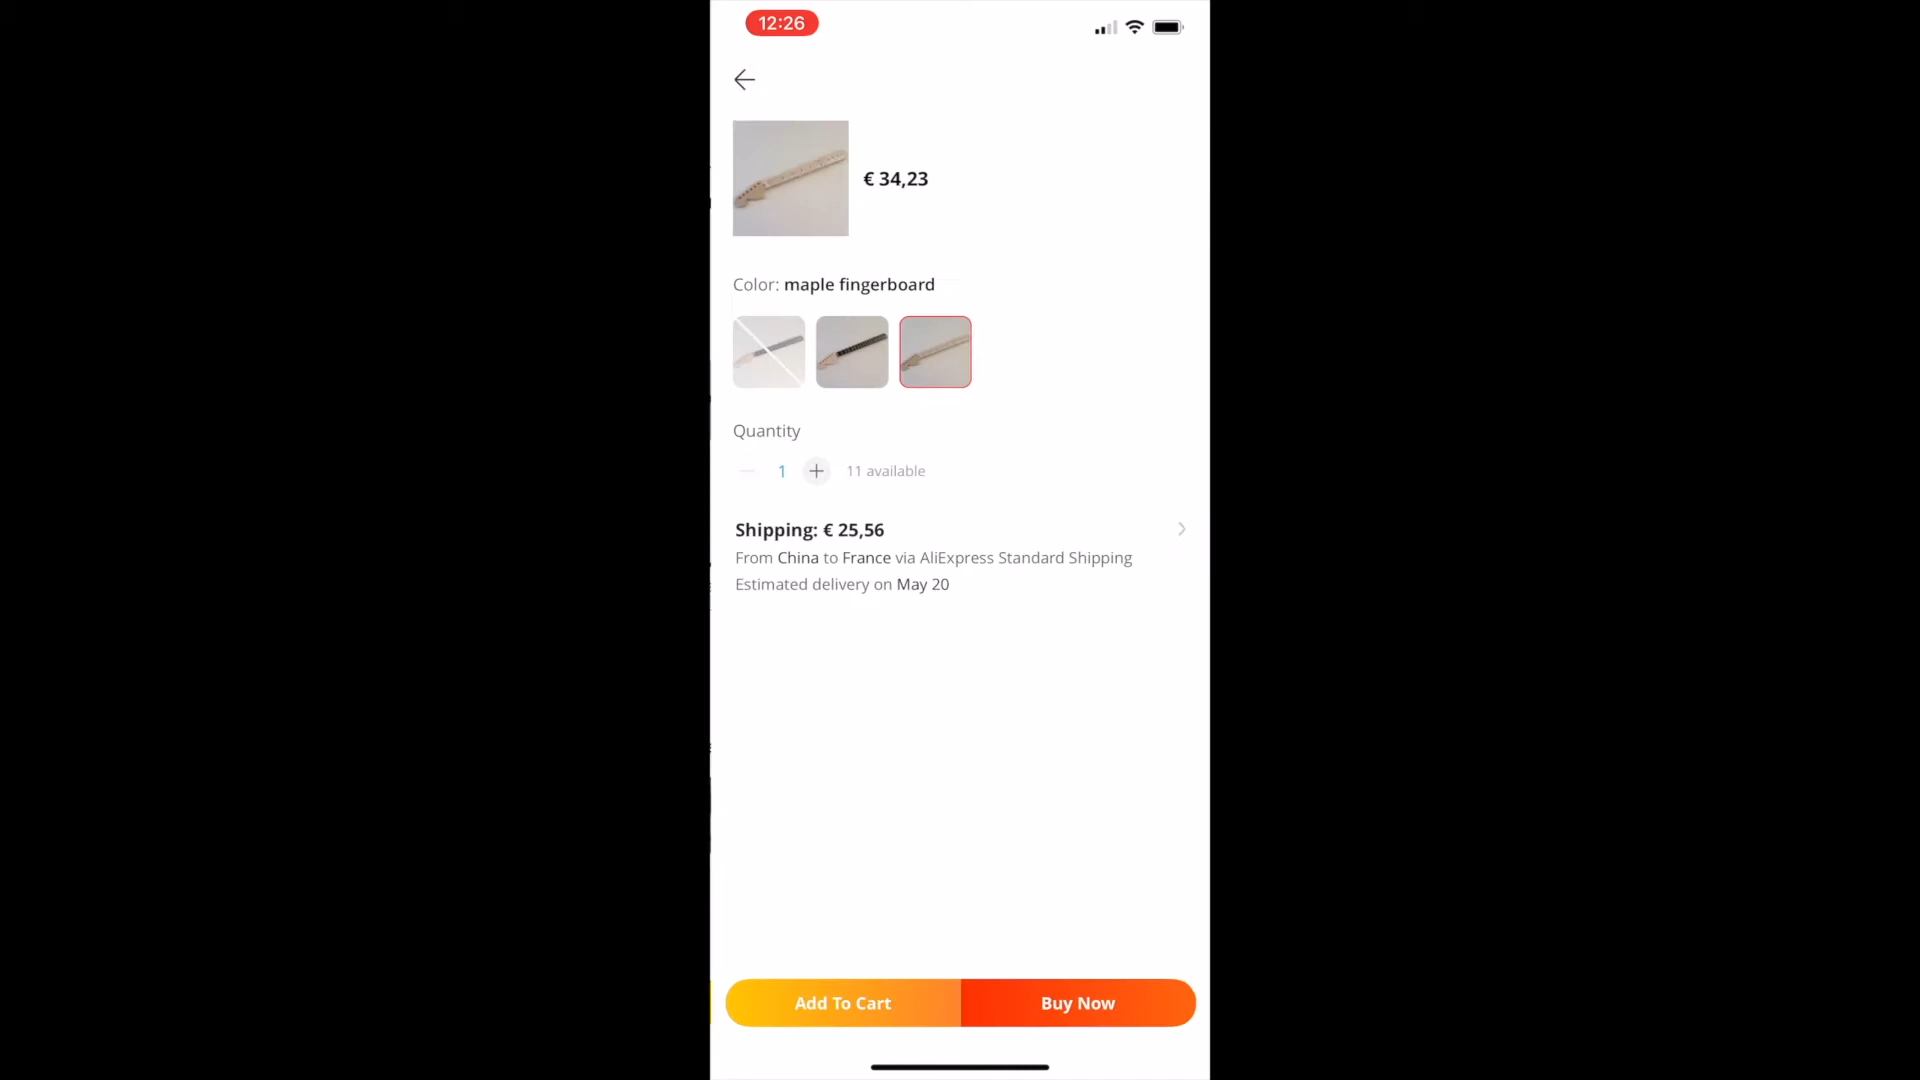 12:26
€ 34,23
Color: maple fingerboard
Quantity
1
11 available
Shipping: € 25,56
From China to France via AliExpress Standard Shipping
Estimated delivery on May 20
Add To Cart
Buy Now